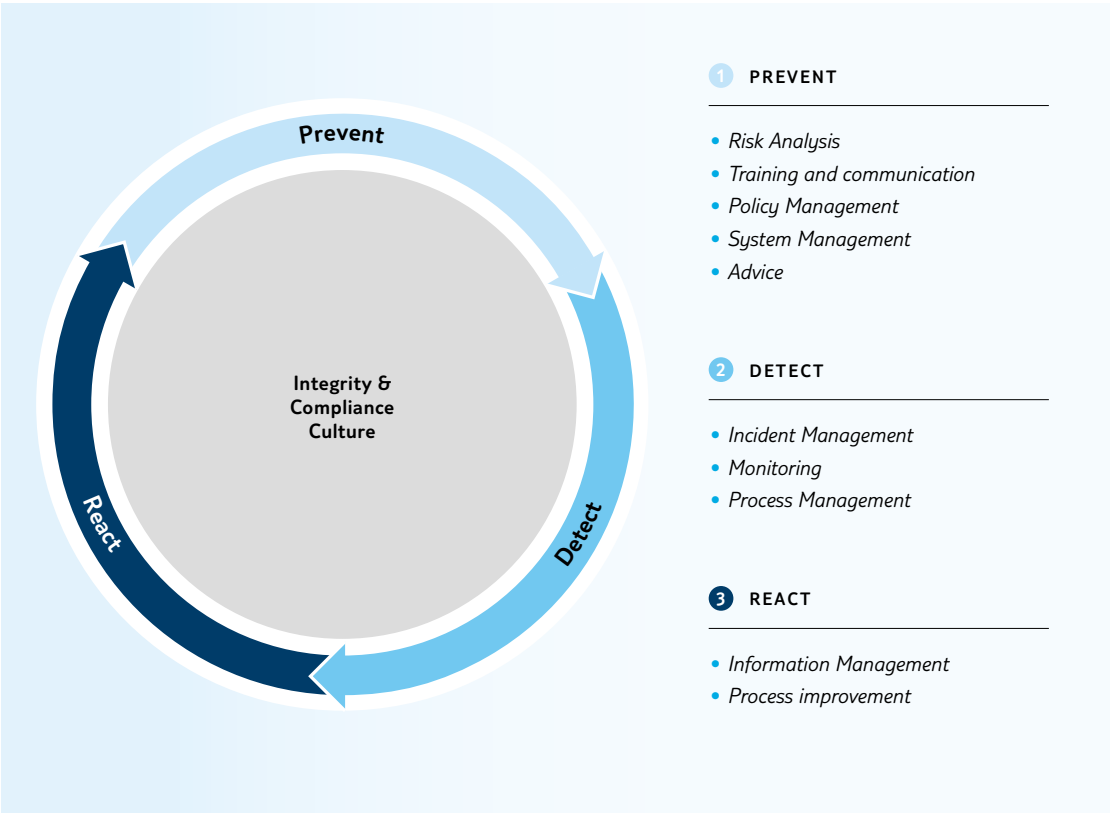 Prevent
Integrity &
Compliance
Culture
React
Detect
1 PREVENT
• Risk Analysis
• Training and communication
• Policy Management
• System Management
• Advice
2 DETECT
• Incident Management
• Monitoring
• Process Management
3 REACT
• Information Management
• Process improvement